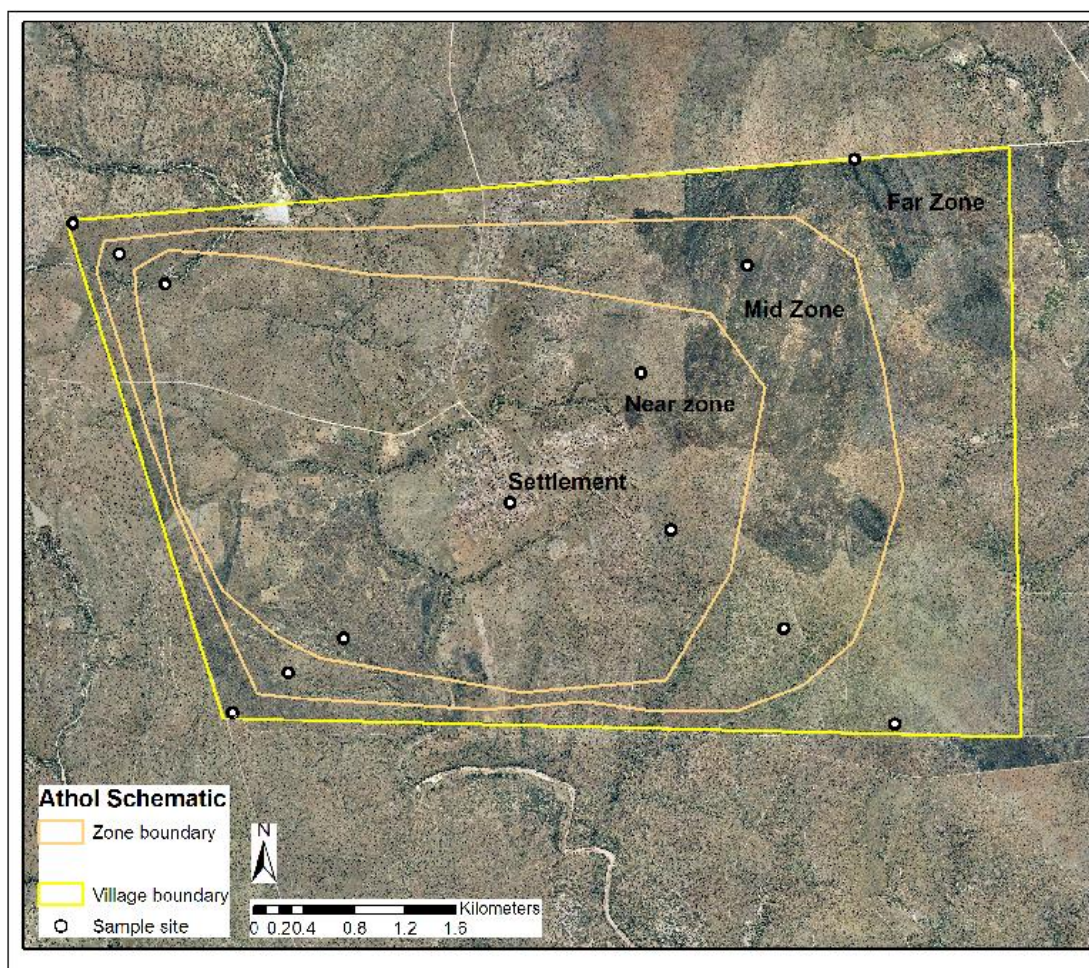 Far Zone
Mid Zone
Near zone
Settlement
Athol Schematic
Zone boundary
Village boundary
Sample site
N
Kilometers
0 0.20.4 0.8 1.2 1.6